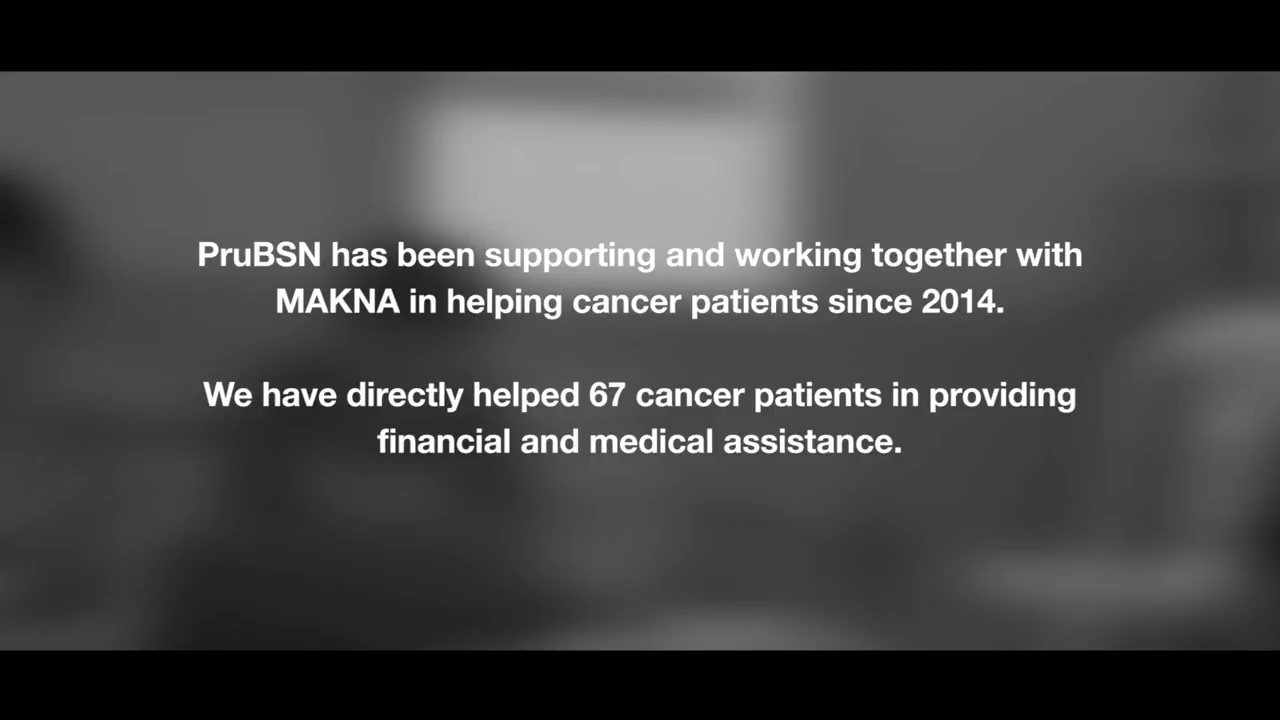 PruBSN has been supporting and working together with
MAKNA in helping cancer patients since 2014.
We have directly helped 67 cancer patients in providing
financial and medical assistance.